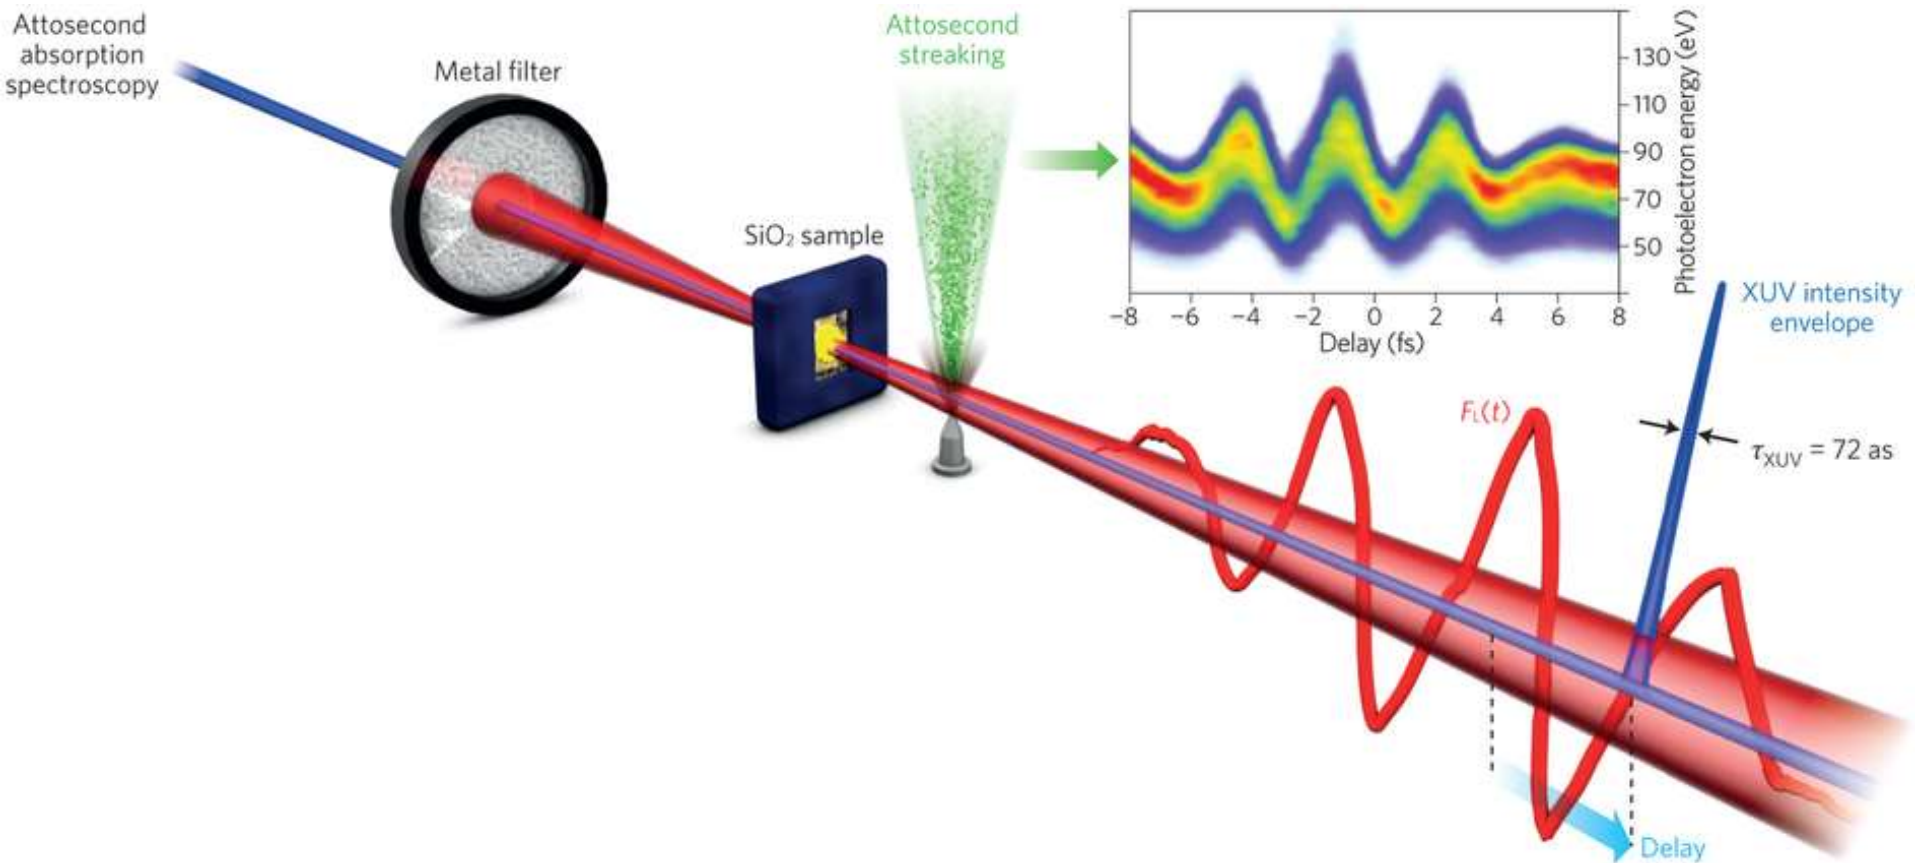 Attosecond
absorption
spectroscopy
Metal filter
SiO₂ sample
Attosecond
streaking
130
110
90
70
50
Photoelectron energy (eV)
−8 −6 −4 −2 0 2 4 6 8
Delay (fs)
XUV intensity
envelope
F_L(t)
τ_XUV = 72 as
Delay